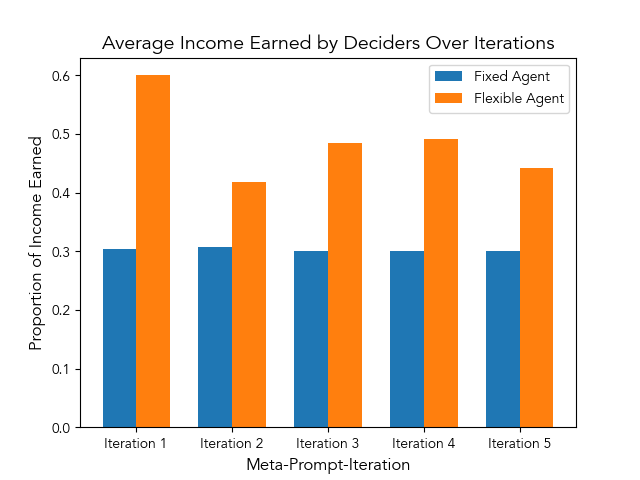 Average Income Earned by Deciders Over Iterations
Fixed Agent
Flexible Agent
Proportion of Income Earned
0.6
0.5
0.4
0.3
0.2
0.1
0.0
Iteration 1
Iteration 2
Iteration 3
Iteration 4
Iteration 5
Meta-Prompt-Iteration